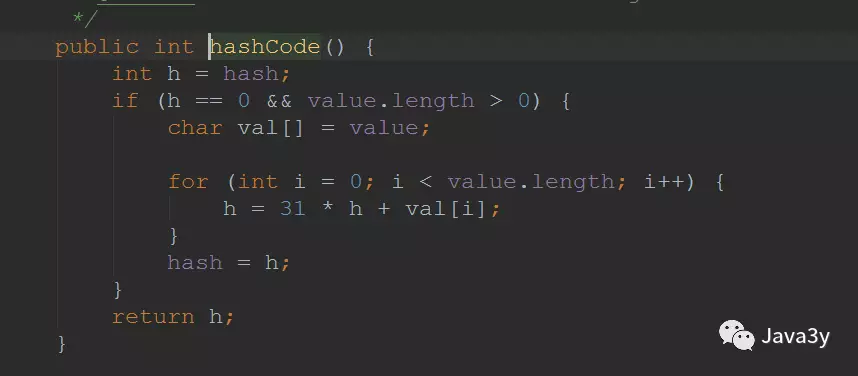 */
public int hashCode() {
int h = hash;
if (h == 0 && value.length > 0) {
char val[] = value;
for (int i = 0; i < value.length; i++) {
h = 31 * h + val[i];
}
hash = h;
}
return h;
}
Java3y